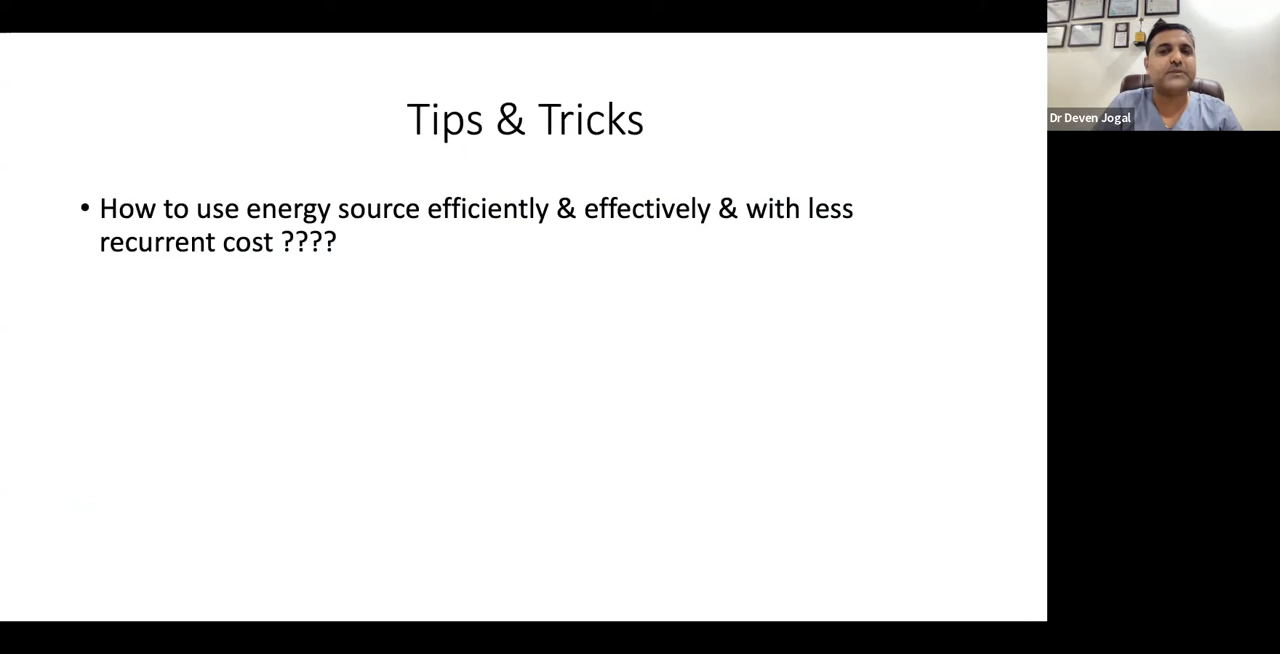 Tips & Tricks
• How to use energy source efficiently & effectively & with less
recurrent cost ????
Dr Deven Jogal